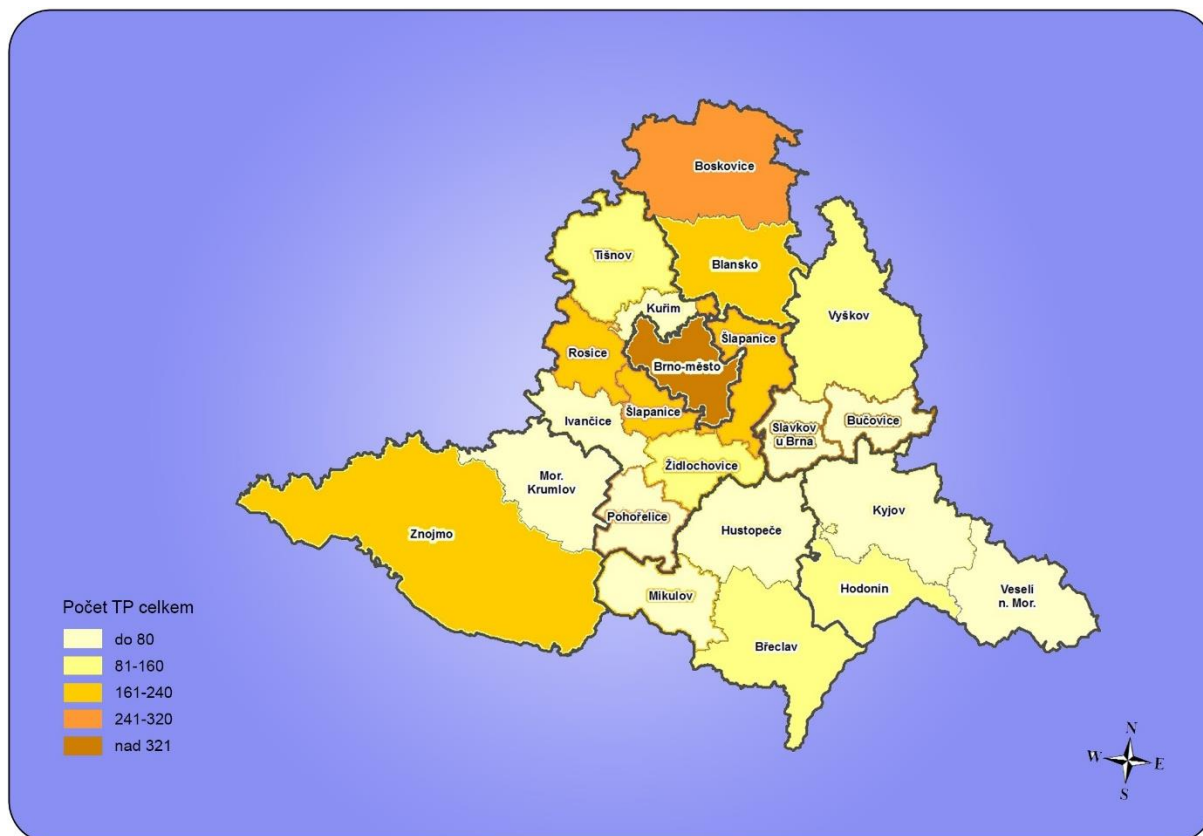 Boskovice
Tišnov
Blansko
Kuřim
Vyškov
Šlapanice
Rosice
Brno-město
Šlapanice
Ivančice
Slavkov
u Brna
Bučovice
Židlochovice
Mor.
Krumlov
Pohořelice
Hustopeče
Kyjov
Znojmo
Mikulov
Hodonín
Veselí
n. Mor.
Břeclav
Počet TP celkem
do 80
81-160
161-240
241-320
nad 321
N
W E
S